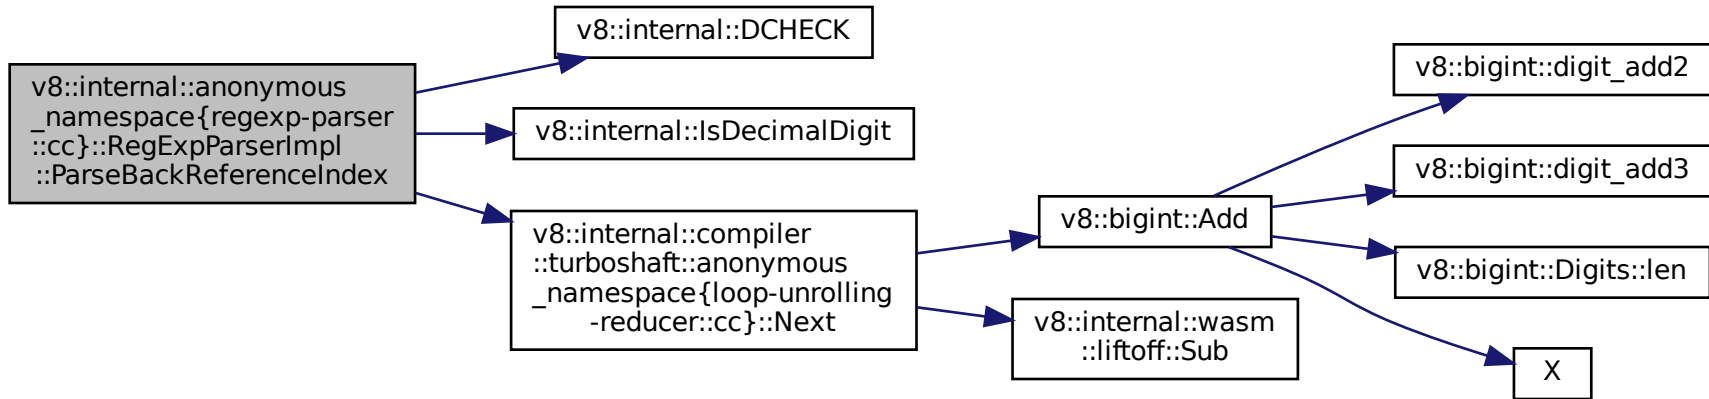 v8::internal::anonymous
_namespace{regexp-parser
::cc}::RegExpParserImpl
::ParseBackReferenceIndex
v8::internal::DCHECK
v8::internal::IsDecimalDigit
v8::internal::compiler
::turboshaft::anonymous
_namespace{loop-unrolling
-reducer::cc}::Next
v8::bigint::Add
v8::internal::wasm
::liftoff::Sub
v8::bigint::digit_add2
v8::bigint::digit_add3
v8::bigint::Digits::len
X